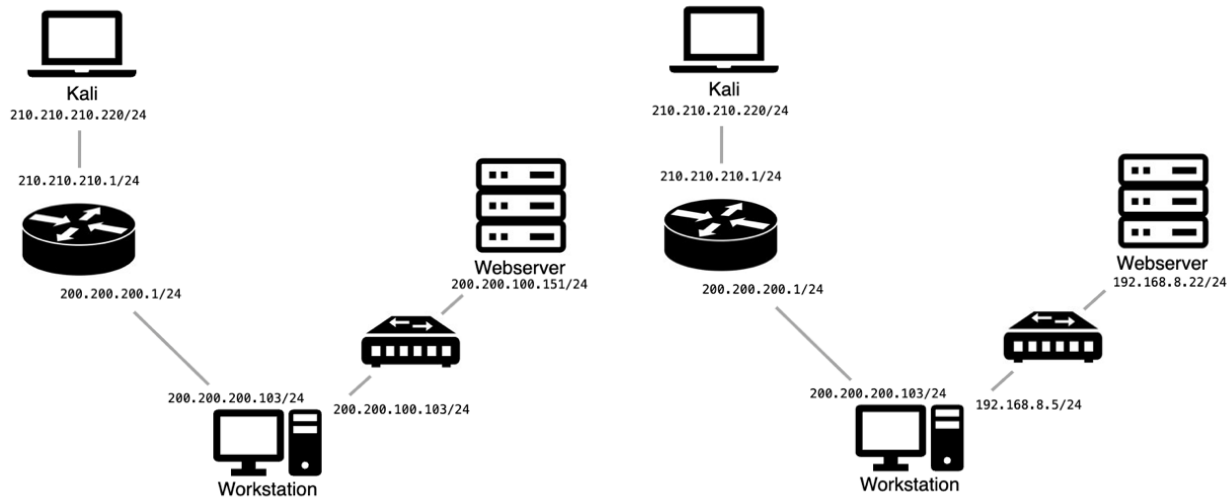 Kali
210.210.210.220/24
210.210.210.1/24
Webserver
200.200.100.151/24
200.200.200.1/24
200.200.200.103/24
200.200.100.103/24
Workstation
Kali
210.210.210.220/24
210.210.210.1/24
Webserver
192.168.8.22/24
200.200.200.1/24
200.200.200.103/24
192.168.8.5/24
Workstation